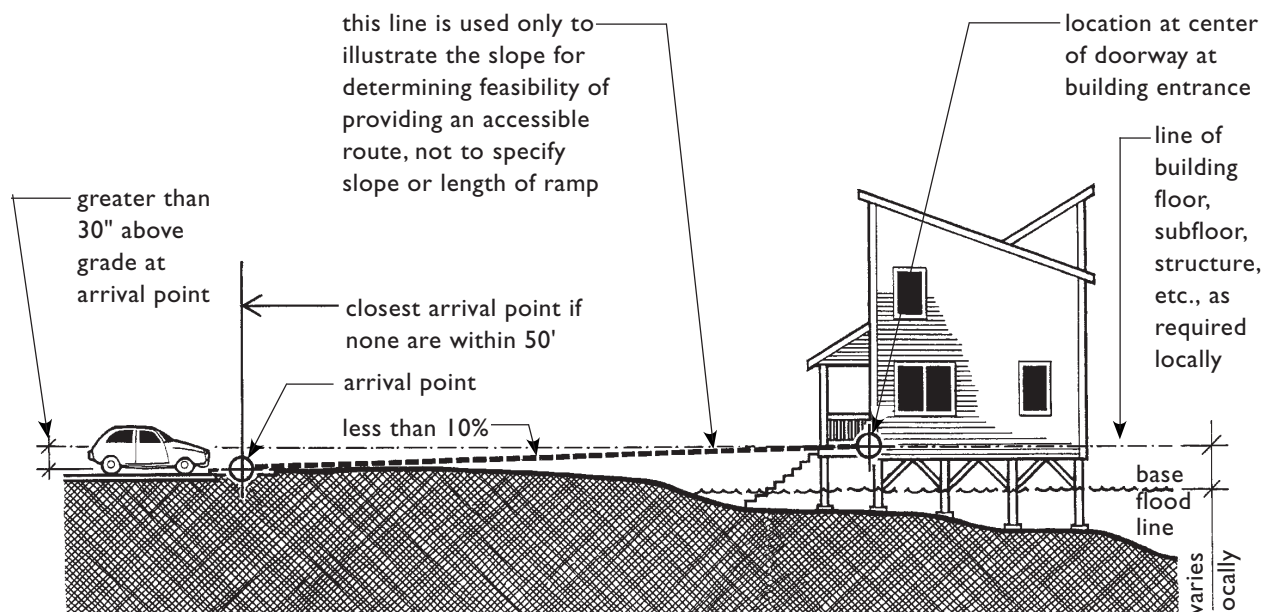 this line is used only to
illustrate the slope for
determining feasibility of
providing an accessible
route, not to specify
slope or length of ramp
location at center
of doorway at
building entrance
line of
building
floor,
subfloor,
structure,
etc., as
required
locally
greater than
30" above
grade at
arrival point
closest arrival point if
none are within 50'
arrival point
less than 10%
base
flood
line
varies
locally